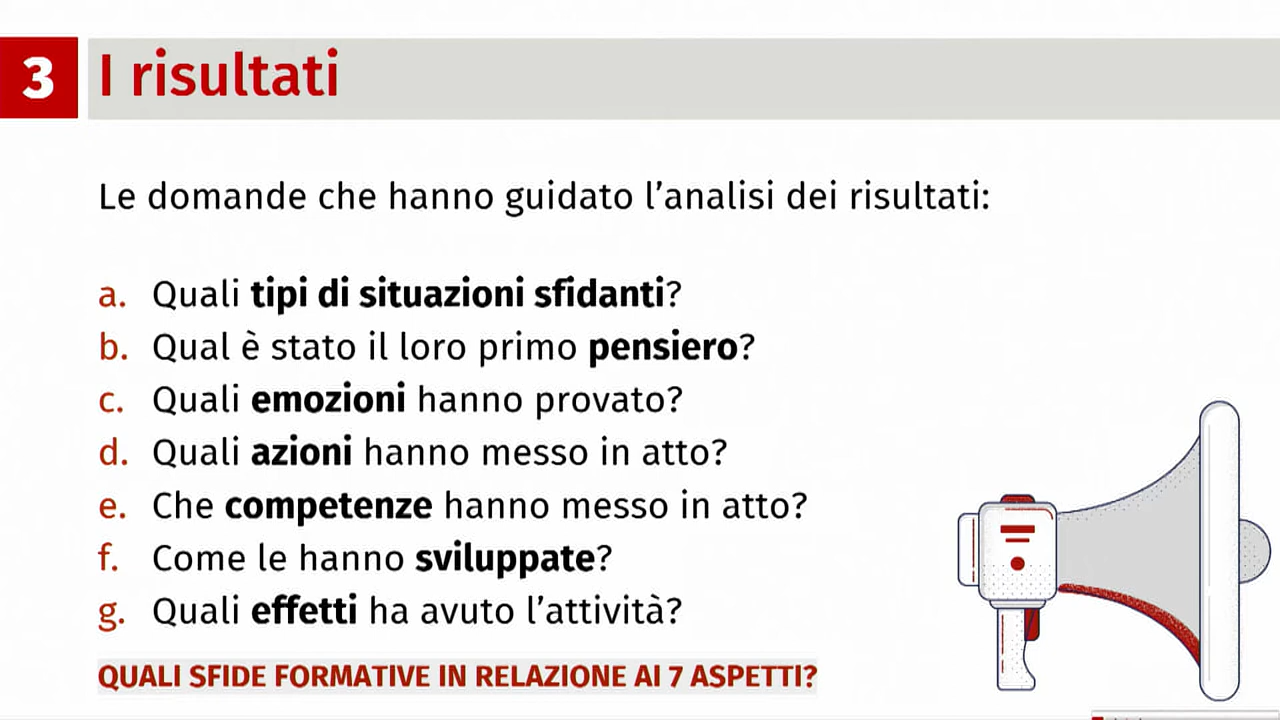 3 I risultati
Le domande che hanno guidato l’analisi dei risultati:
a. Quali tipi di situazioni sfidanti?
b. Qual è stato il loro primo pensiero?
c. Quali emozioni hanno provato?
d. Quali azioni hanno messo in atto?
e. Che competenze hanno messo in atto?
f. Come le hanno sviluppate?
g. Quali effetti ha avuto l’attività?
QUALI SFIDE FORMATIVE IN RELAZIONE AI 7 ASPETTI?